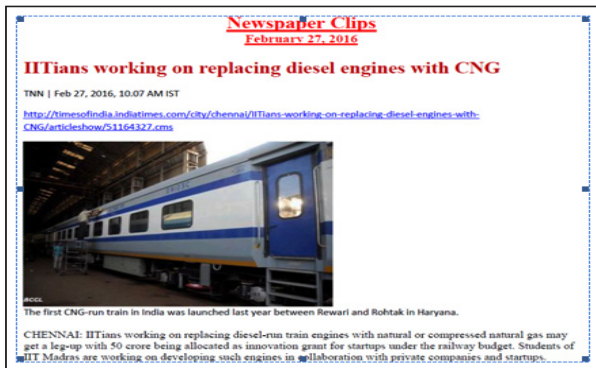 Newspaper Clips
February 27, 2016
IITians working on replacing diesel engines with CNG
TNN | Feb 27, 2016, 10.07 AM IST
http://timesofindia.indiatimes.com/city/chennai/IITians-working-on-replacing-diesel-engines-with-
CNG/articleshow/51164327.cms
BCCL
The first CNG-run train in India was launched last year between Rewari and Rohtak in Haryana.
CHENNAI: IITians working on replacing diesel-run train engines with natural or compressed natural gas may
get a leg-up with 50 crore being allocated as innovation grant for startups under the railway budget. Students of
IIT Madras are working on developing such engines in collaboration with private companies and startups.